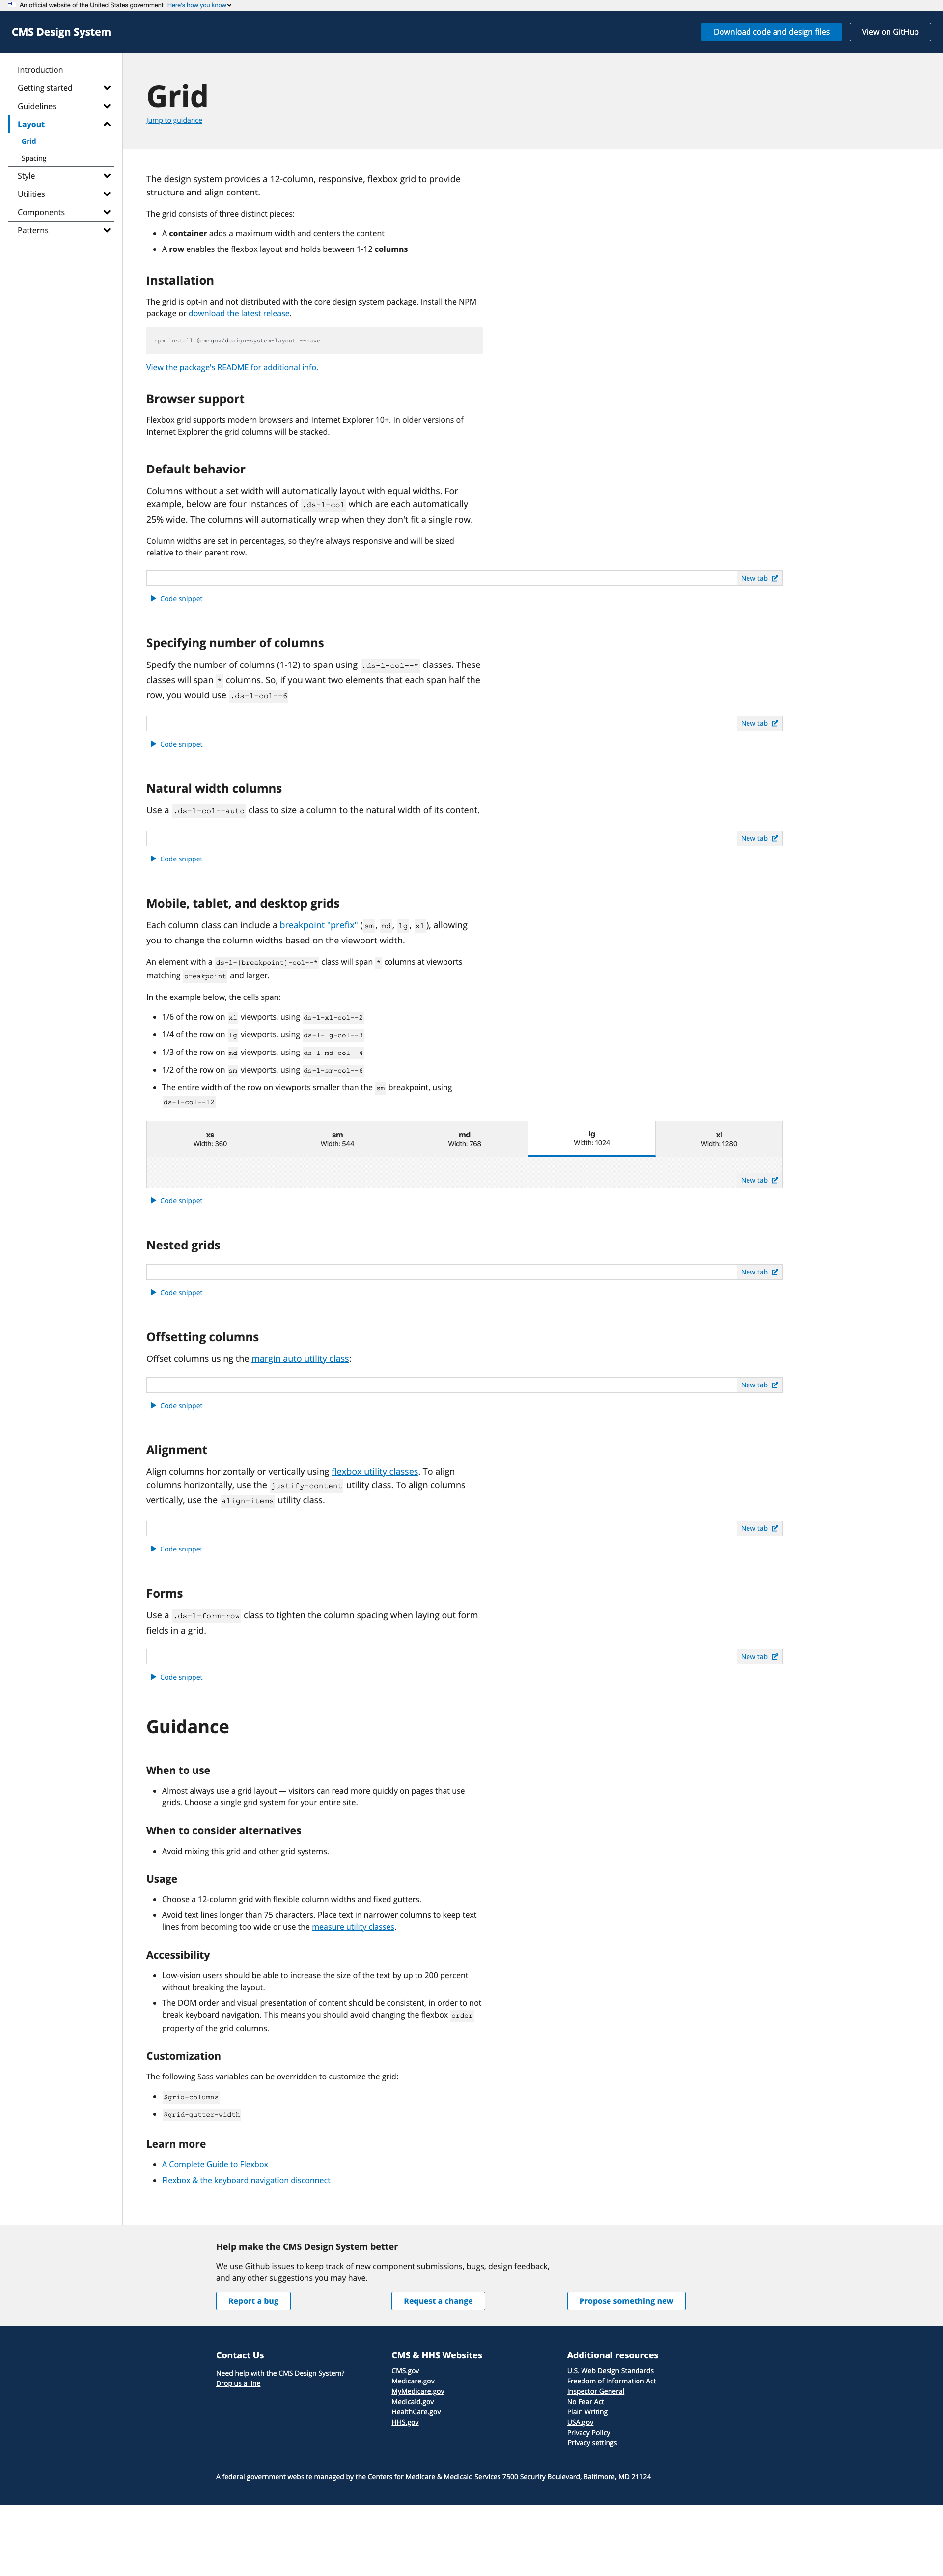 An official website of the United States government Here's how you know
CMS Design System
Download code and design files
View on GitHub
Introduction
Getting started
Guidelines
Layout
Grid
Spacing
Style
Utilities
Components
Patterns
Grid
Jump to guidance
The design system provides a 12-column, responsive, flexbox grid to provide
structure and align content.
The grid consists of three distinct pieces:
• A container adds a maximum width and centers the content
• A row enables the flexbox layout and holds between 1-12 columns
Installation
The grid is opt-in and not distributed with the core design system package. Install the NPM
package or download the latest release.
npm install @cmsgov/design-system-layout --save
View the package's README for additional info.
Browser support
Flexbox grid supports modern browsers and Internet Explorer 10+. In older versions of
Internet Explorer the grid columns will be stacked.
Default behavior
Columns without a set width will automatically layout with equal widths. For
example, below are four instances of .ds-l-col which are each automatically
25% wide. The columns will automatically wrap when they don't fit a single row.
Column widths are set in percentages, so they're always responsive and will be sized
relative to their parent row.
New tab
Code snippet
Specifying number of columns
Specify the number of columns (1-12) to span using .ds-l-col--* classes. These
classes will span * columns. So, if you want two elements that each span half the
row, you would use .ds-l-col--6
New tab
Code snippet
Natural width columns
Use a .ds-l-col--auto class to size a column to the natural width of its content.
New tab
Code snippet
Mobile, tablet, and desktop grids
Each column class can include a breakpoint "prefix" (sm, md, lg, xl), allowing
you to change the column widths based on the viewport width.
An element with a ds-l-{breakpoint}-col--* class will span * columns at viewports
matching breakpoint and larger.
In the example below, the cells span:
• 1/6 of the row on xl viewports, using ds-l-xl-col--2
• 1/4 of the row on lg viewports, using ds-l-lg-col--3
• 1/3 of the row on md viewports, using ds-l-md-col--4
• 1/2 of the row on sm viewports, using ds-l-sm-col--6
• The entire width of the row on viewports smaller than the sm breakpoint, using
ds-l-col--12
xs
Width: 360
sm
Width: 544
md
Width: 768
lg
Width: 1024
xl
Width: 1280
New tab
Code snippet
Nested grids
New tab
Code snippet
Offsetting columns
Offset columns using the margin auto utility class:
New tab
Code snippet
Alignment
Align columns horizontally or vertically using flexbox utility classes. To align
columns horizontally, use the justify-content utility class. To align columns
vertically, use the align-items utility class.
New tab
Code snippet
Forms
Use a .ds-l-form-row class to tighten the column spacing when laying out form
fields in a grid.
New tab
Code snippet
Guidance
When to use
• Almost always use a grid layout — visitors can read more quickly on pages that use
grids. Choose a single grid system for your entire site.
When to consider alternatives
• Avoid mixing this grid and other grid systems.
Usage
• Choose a 12-column grid with flexible column widths and fixed gutters.
• Avoid text lines longer than 75 characters. Place text in narrower columns to keep text
lines from becoming too wide or use the measure utility classes.
Accessibility
• Low-vision users should be able to increase the size of the text by up to 200 percent
without breaking the layout.
• The DOM order and visual presentation of content should be consistent, in order to not
break keyboard navigation. This means you should avoid changing the flexbox order
property of the grid columns.
Customization
The following Sass variables can be overridden to customize the grid:
• $grid-columns
• $grid-gutter-width
Learn more
• A Complete Guide to Flexbox
• Flexbox & the keyboard navigation disconnect
Help make the CMS Design System better
We use Github issues to keep track of new component submissions, bugs, design feedback,
and any other suggestions you may have.
Report a bug
Request a change
Propose something new
Contact Us
Need help with the CMS Design System?
Drop us a line
CMS & HHS Websites
CMS.gov
Medicare.gov
MyMedicare.gov
Medicaid.gov
HealthCare.gov
HHS.gov
Additional resources
U.S. Web Design Standards
Freedom of Information Act
Inspector General
No Fear Act
Plain Writing
USA.gov
Privacy Policy
Privacy settings
A federal government website managed by the Centers for Medicare & Medicaid Services 7500 Security Boulevard, Baltimore, MD 21124